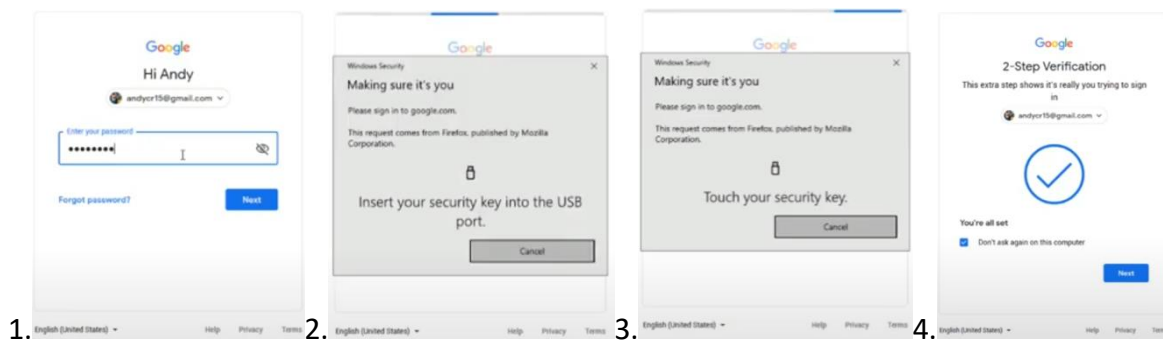 Google
Hi Andy
andycr15@gmail.com
Enter your password
Forgot password?
Next
1.
English (United States)
Help Privacy Terms
Google
Windows Security
Making sure it's you
Please sign in to google.com.
This request comes from Firefox, published by Mozilla
Corporation.
Insert your security key into the USB
port.
Cancel
2.
English (United States)
Help Privacy Terms
Google
Windows Security
Making sure it's you
Please sign in to google.com.
This request comes from Firefox, published by Mozilla
Corporation.
Touch your security key.
Cancel
3.
English (United States)
Help Privacy Terms
Google
2-Step Verification
This extra step shows it's really you trying to sign
in
andycr15@gmail.com
You're all set
Don't ask again on this computer
Next
4.
English (United States)
Help Privacy